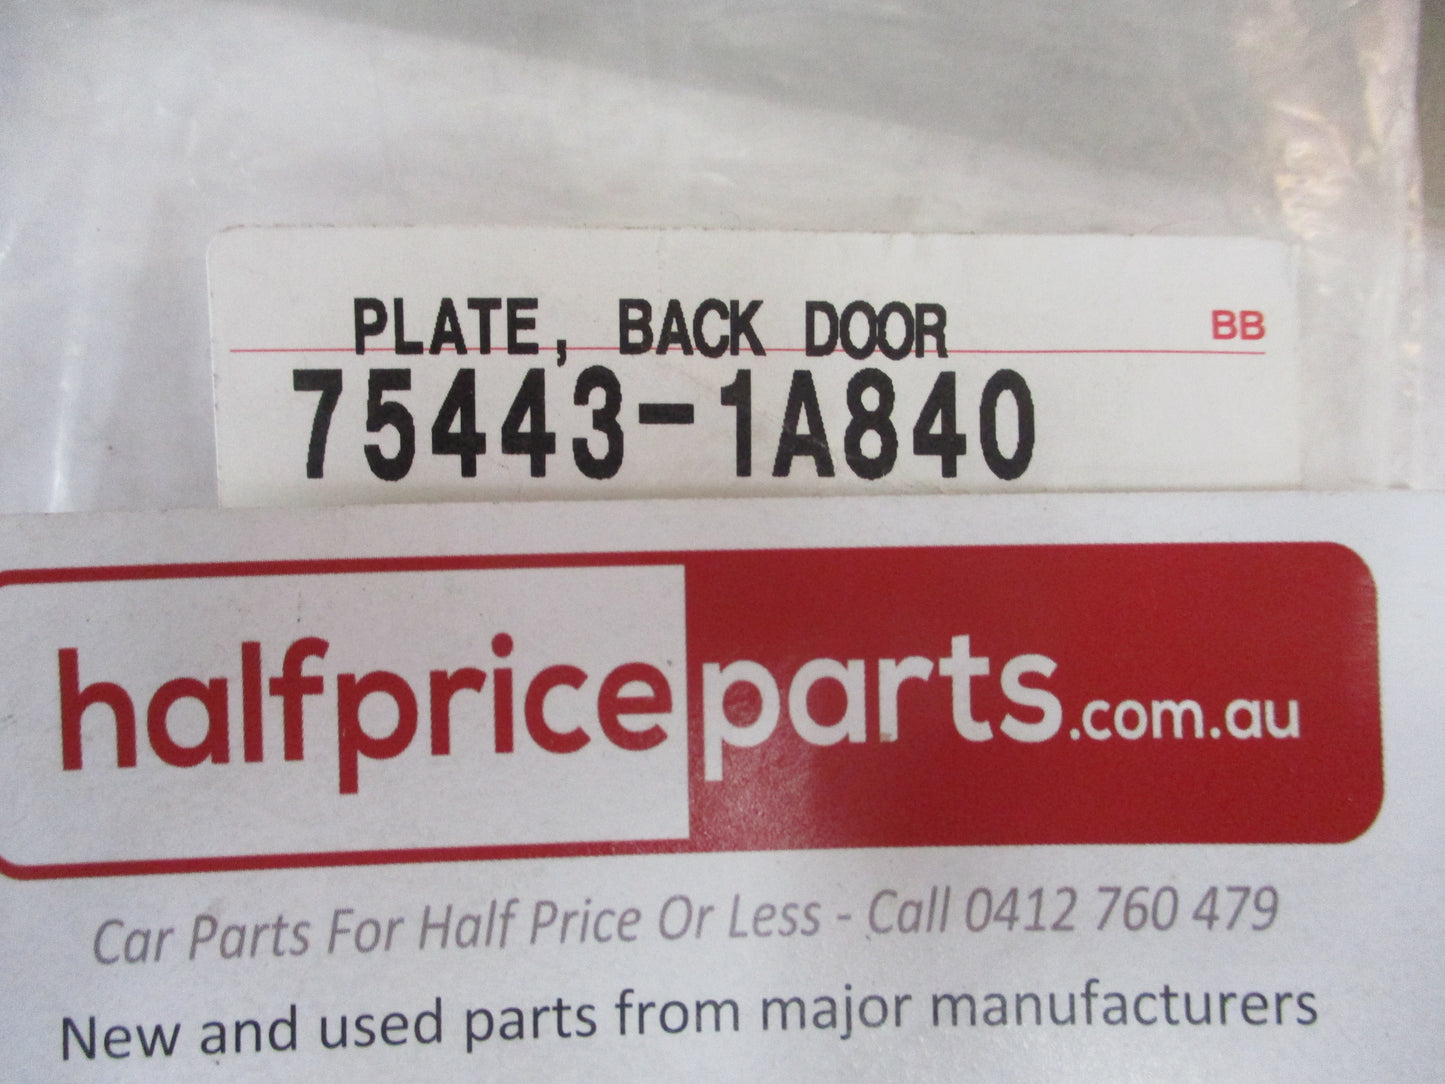 PLATE, BACK DOOR BB
75443-1A840
halfpriceparts.com.au
Car Parts For Half Price Or Less - Call 0412 760 479
New and used parts from major manufacturers